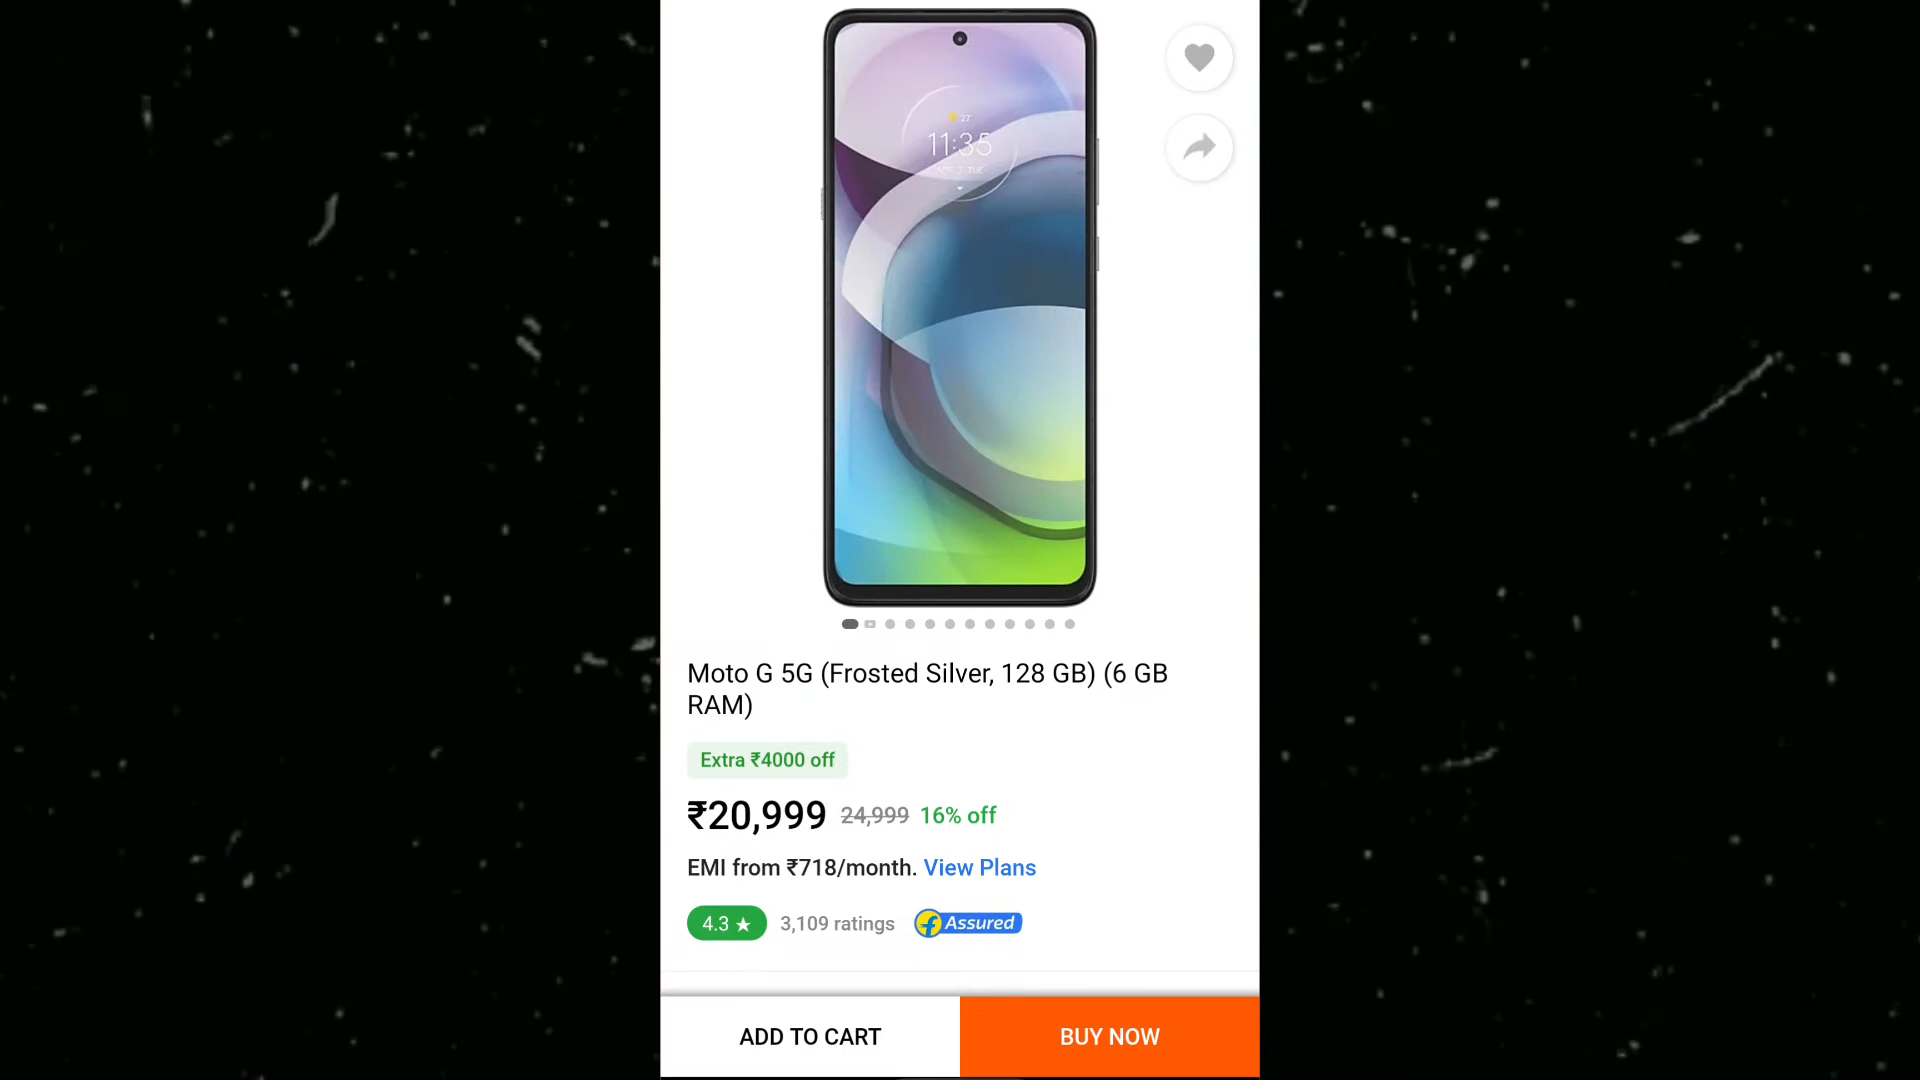 27°
11:35
Moto G 5G (Frosted Silver, 128 GB) (6 GB
RAM)
Extra ₹4000 off
₹20,999 24,999 16% off
EMI from ₹718/month. View Plans
4.3 ★ 3,109 ratings f Assured
ADD TO CART BUY NOW